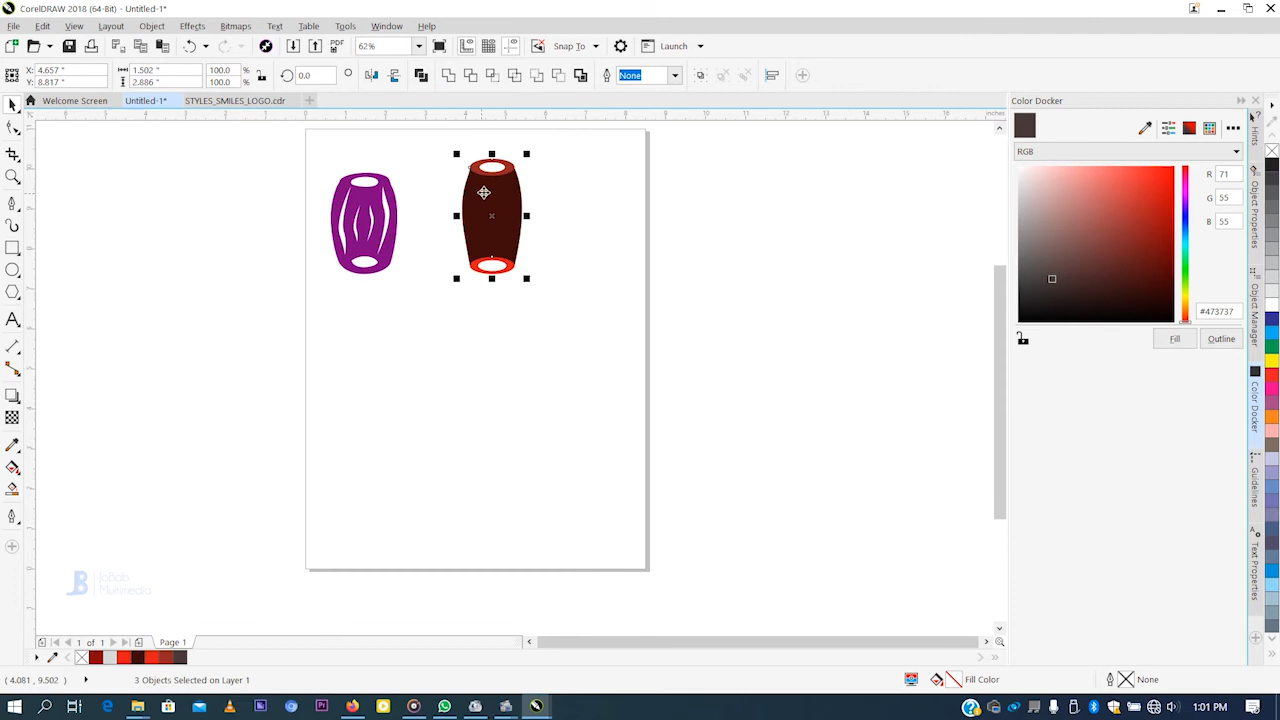 CorelDRAW 2018 (64-Bit) - Untitled-1*
File Edit View Layout Object Effects Bitmaps Text Table Tools Window Help
PDF 62% Snap To Launch
X: 4.657 " 1.502 " 100.0 % 0.0 None
Y: 8.817 " 2.886 " 100.0 %
Welcome Screen Untitled-1* STYLES_SMILES_LOGO.cdr
inches
Color Docker
RGB
R 71
G 55
B 55
#473737
Fill Outline
Hints
Object Properties
Object Manager
Color Docker
Guidelines
Text Properties
JoBab
Multimedia
1 of 1 Page 1
( 4.081 , 9.502 ) 3 Objects Selected on Layer 1 Fill Color None
1:01 PM